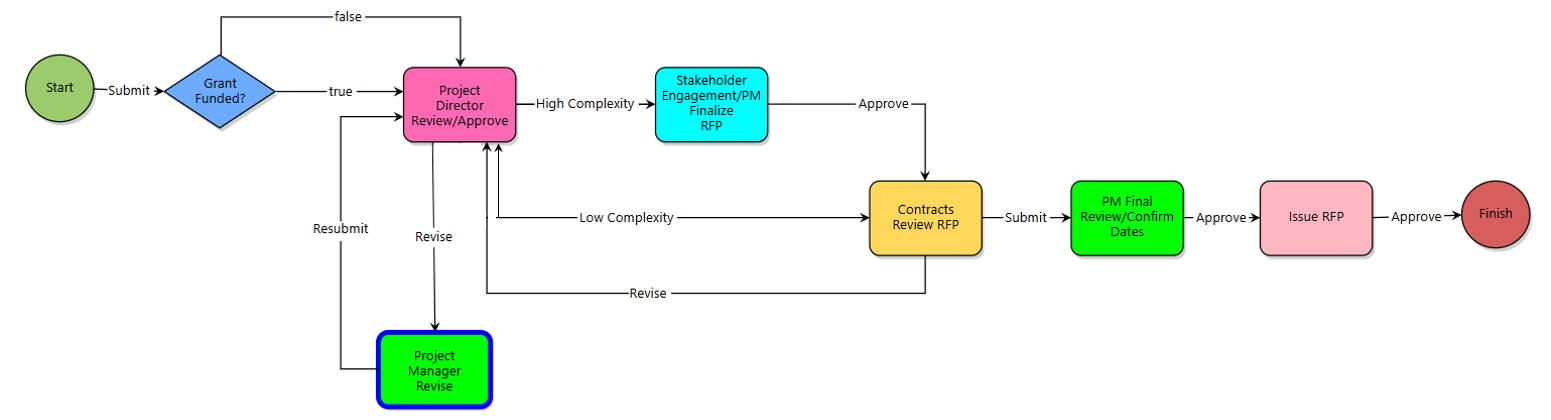 false
Start
Submit
Grant
Funded?
true
Project
Director
Review/Approve
High Complexity
Stakeholder
Engagement/PM
Finalize
RFP
Approve
Resubmit
Revise
Low Complexity
Contracts
Review RFP
Submit
PM Final
Review/Confirm
Dates
Approve
Issue RFP
Approve
Finish
Revise
Project
Manager
Revise